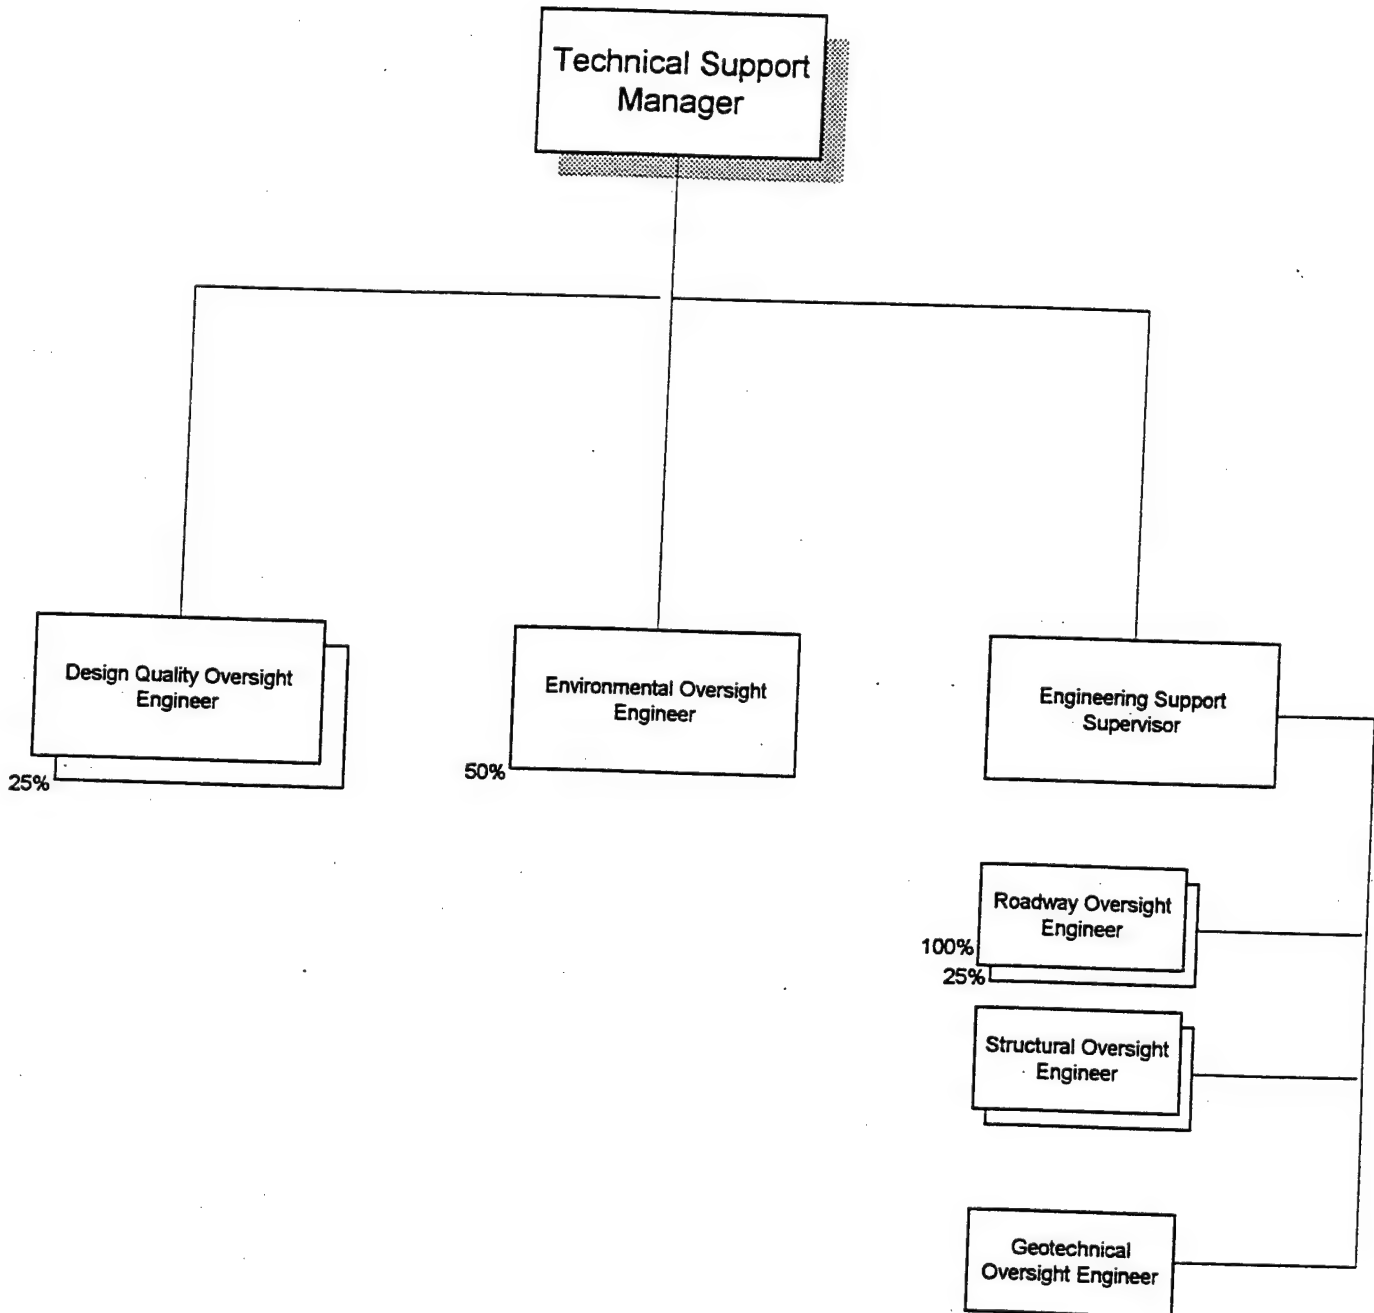 Technical Support
Manager
Design Quality Oversight
Engineer
25%
Environmental Oversight
Engineer
50%
Engineering Support
Supervisor
Roadway Oversight
Engineer
100%
25%
Structural Oversight
Engineer
Geotechnical
Oversight Engineer